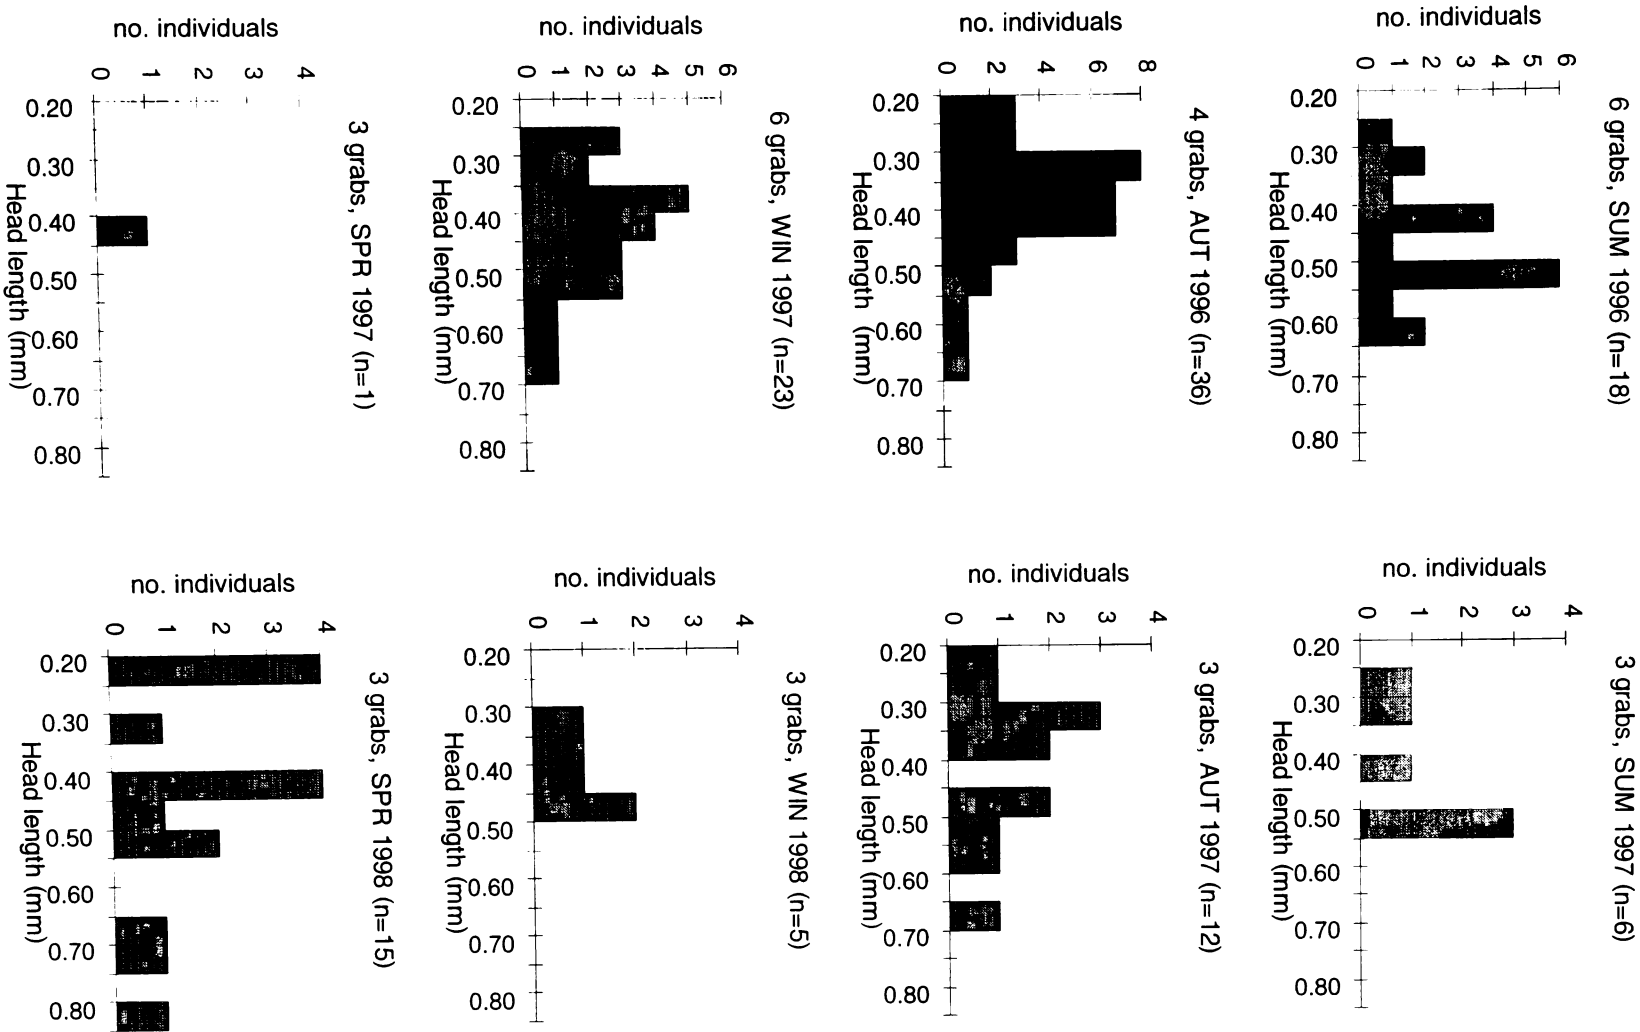 6 grabs, SUM 1996 (n=18)
no. individuals
0 1 2 3 4 5 6
0.20 0.30 0.40 0.50 0.60 0.70 0.80
Head length (mm)
3 grabs, SUM 1997 (n=6)
no. individuals
0 1 2 3 4
0.20 0.30 0.40 0.50 0.60 0.70 0.80
Head length (mm)
4 grabs, AUT 1996 (n=36)
no. individuals
0 2 4 6 8
0.20 0.30 0.40 0.50 0.60 0.70 0.80
Head length (mm)
3 grabs, AUT 1997 (n=12)
no. individuals
0 1 2 3 4
0.20 0.30 0.40 0.50 0.60 0.70 0.80
Head length (mm)
6 grabs, WIN 1997 (n=23)
no. individuals
0 1 2 3 4 5 6
0.20 0.30 0.40 0.50 0.60 0.70 0.80
Head length (mm)
3 grabs, WIN 1998 (n=5)
no. individuals
0 1 2 3 4
0.20 0.30 0.40 0.50 0.60 0.70 0.80
Head length (mm)
3 grabs, SPR 1997 (n=1)
no. individuals
0 1 2 3 4
0.20 0.30 0.40 0.50 0.60 0.70 0.80
Head length (mm)
3 grabs, SPR 1998 (n=15)
no. individuals
0 1 2 3 4
0.20 0.30 0.40 0.50 0.60 0.70 0.80
Head length (mm)